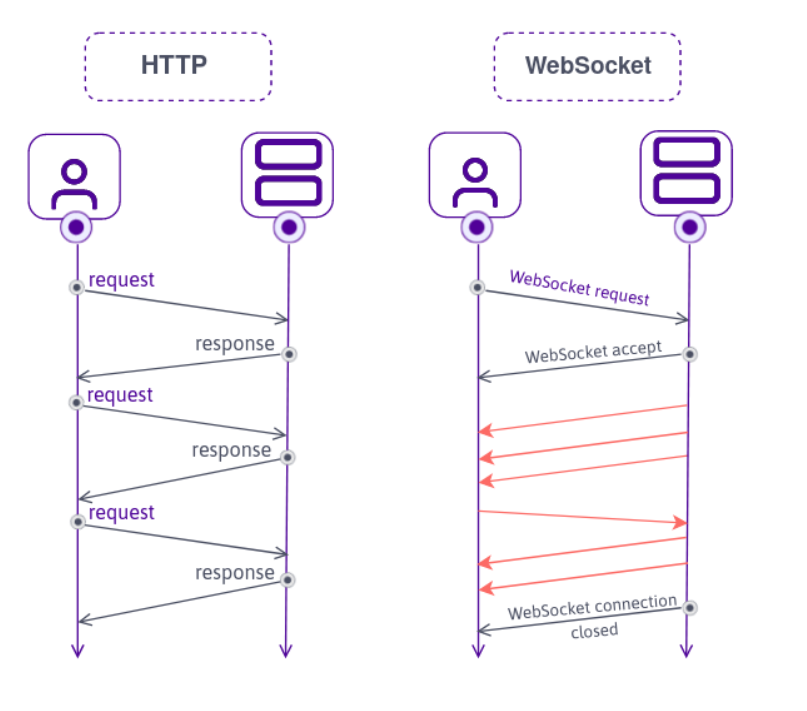 HTTP
request
response
request
response
request
response
WebSocket
WebSocket request
WebSocket accept
WebSocket connection
closed